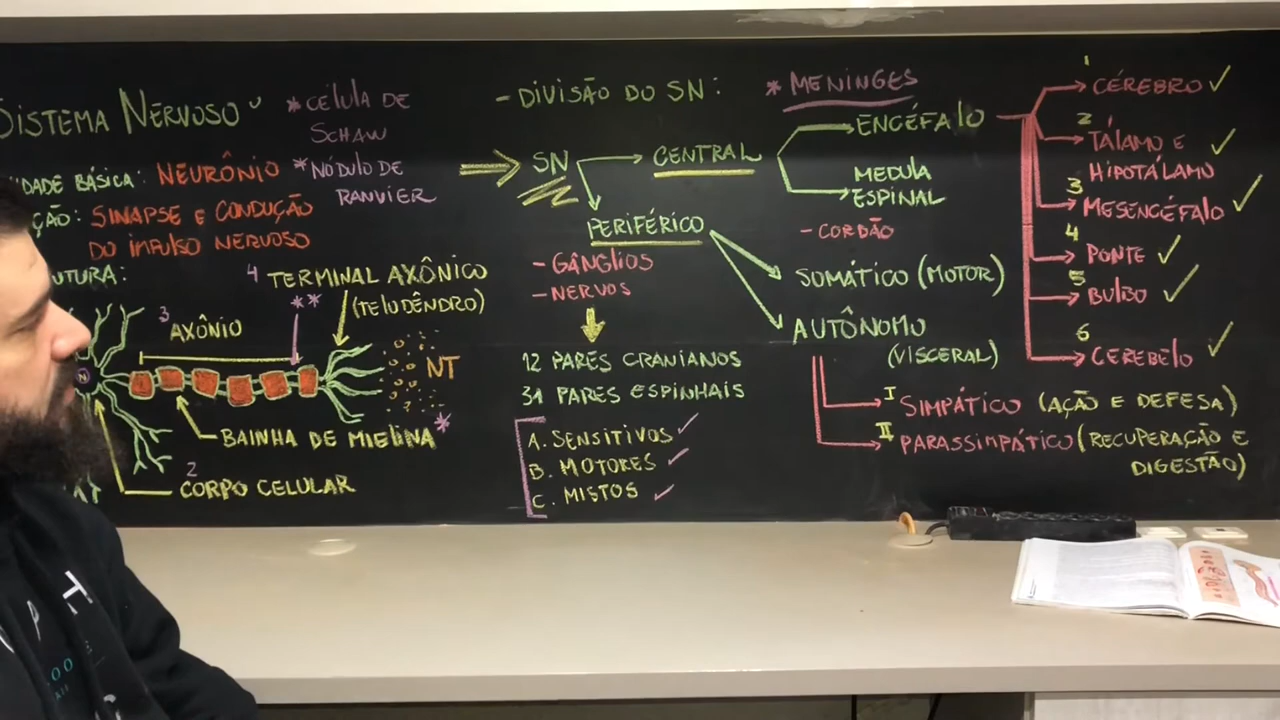 SISTEMA NERVOSO
DADE BÁSICA: NEURÔNIO
ÇÃO: SINAPSE E CONDUÇÃO
DO IMPULSO NERVOSO
UTURA:
* CÉLULA DE
SCHAW
* NÓDULO DE
RANVIER
4 TERMINAL AXÔNICO
(TELODÊNDRO)
**
3
AXÔNIO
N
NT
BAINHA DE MIELINA *
2
CORPO CELULAR
- DIVISÃO DO SN:
SN
CENTRAL
PERIFÉRICO
- GÂNGLIOS
- NERVOS
12 PARES CRANIANOS
31 PARES ESPINHAIS
A. SENSITIVOS
B. MOTORES
C. MISTOS
* MENINGES
ENCÉFALO
MEDULA
ESPINAL
- CORDÃO
SOMÁTICO (MOTOR)
AUTÔNOMO
(VISCERAL)
I SIMPÁTICO (AÇÃO E DEFESA)
II PARASSIMPÁTICO (RECUPERAÇÃO E
DIGESTÃO)
1
CÉREBRO
2
TÁLAMO E
HIPOTÁLAMO
3
MESENCÉFALO
4
PONTE
5
BULBO
6
CEREBELO